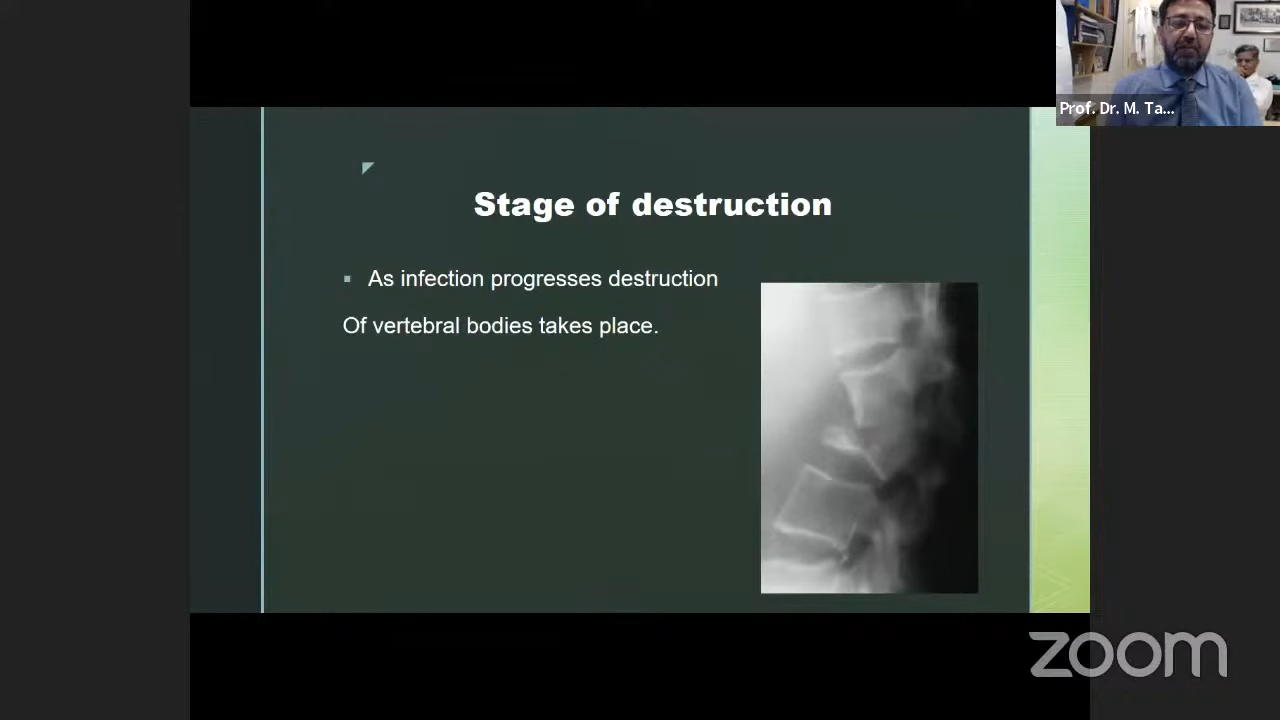 Prof. Dr. M. Ta...
Stage of destruction
As infection progresses destruction
Of vertebral bodies takes place.
zoom